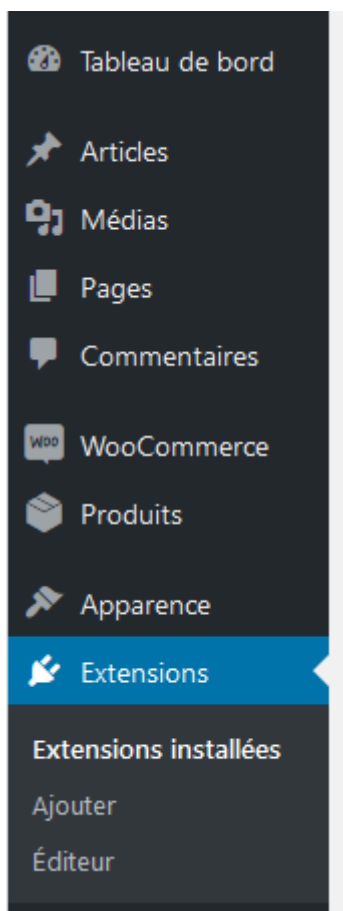 Tableau de bord
Articles
Médias
Pages
Commentaires
Woo WooCommerce
Produits
Apparence
Extensions
Extensions installées
Ajouter
Éditeur